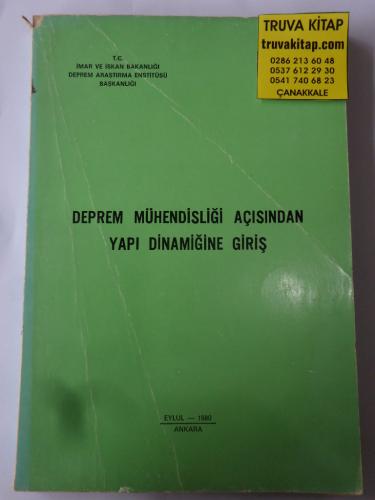 TRUVA KİTAP
truvakitap.com
0286 213 60 48
0537 612 29 30
0541 740 68 23
ÇANAKKALE
T.C.
İMAR VE İSKAN BAKANLIĞI
DEPREM ARAŞTIRMA ENSTİTÜSÜ
BAŞKANLIĞI
DEPREM MÜHENDİSLİĞİ AÇISINDAN
YAPI DİNAMİĞİNE GİRİŞ
EYLUL — 1980
ANKARA